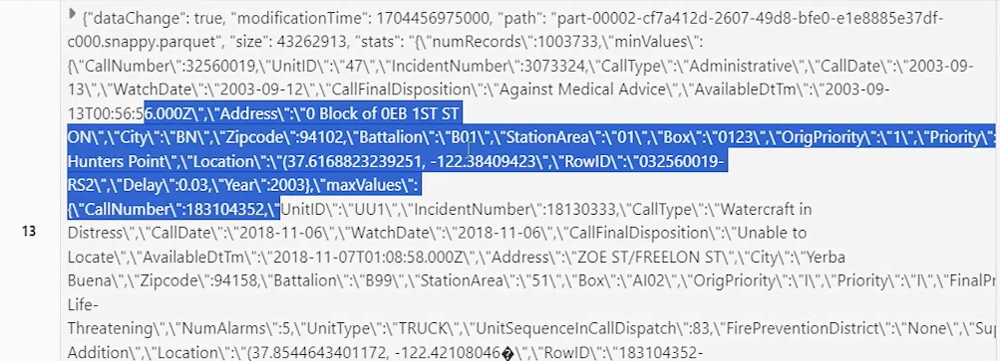 {"dataChange": true, "modificationTime": 1704456975000, "path": "part-00002-cf7a412d-2607-49d8-bfe0-e1e8885e37df-
c000.snappy.parquet", "size": 43262913, "stats": "{\"numRecords\":1003733,\"minValues\":
{\"CallNumber\":32560019,\"UnitID\":\"47\",\"IncidentNumber\":3073324,\"CallType\":\"Administrative\",\"CallDate\":\"2003-09-
13\",\"WatchDate\":\"2003-09-12\",\"CallFinalDisposition\":\"Against Medical Advice\",\"AvailableDtTm\":\"2003-09-
13T00:56:56.000Z\",\"Address\":\"0 Block of 0EB 1ST ST
ON\",\"City\":\"BN\",\"Zipcode\":94102,\"Battalion\":\"B01\",\"StationArea\":\"01\",\"Box\":\"0123\",\"OrigPriority\":\"1\",\"Priority\":
Hunters Point\",\"Location\":\"(37.6168823239251, -122.38409423\",\"RowID\":\"032560019-
RS2\",\"Delay\":0.03,\"Year\":2003},\"maxValues\":
{\"CallNumber\":183104352,\"UnitID\":\"UU1\",\"IncidentNumber\":18130333,\"CallType\":\"Watercraft in
13
Distress\",\"CallDate\":\"2018-11-06\",\"WatchDate\":\"2018-11-06\",\"CallFinalDisposition\":\"Unable to
Locate\",\"AvailableDtTm\":\"2018-11-07T01:08:58.000Z\",\"Address\":\"ZOE ST/FREELON ST\",\"City\":\"Yerba
Buena\",\"Zipcode\":94158,\"Battalion\":\"B99\",\"StationArea\":\"51\",\"Box\":\"AI02\",\"OrigPriority\":\"I\",\"Priority\":\"I\",\"FinalPr
Life-
Threatening\",\"NumAlarms\":5,\"UnitType\":\"TRUCK\",\"UnitSequenceInCallDispatch\":83,\"FirePreventionDistrict\":\"None\",\"Sup
Addition\",\"Location\":\"(37.8544643401172, -122.42108046�\",\"RowID\":\"183104352-